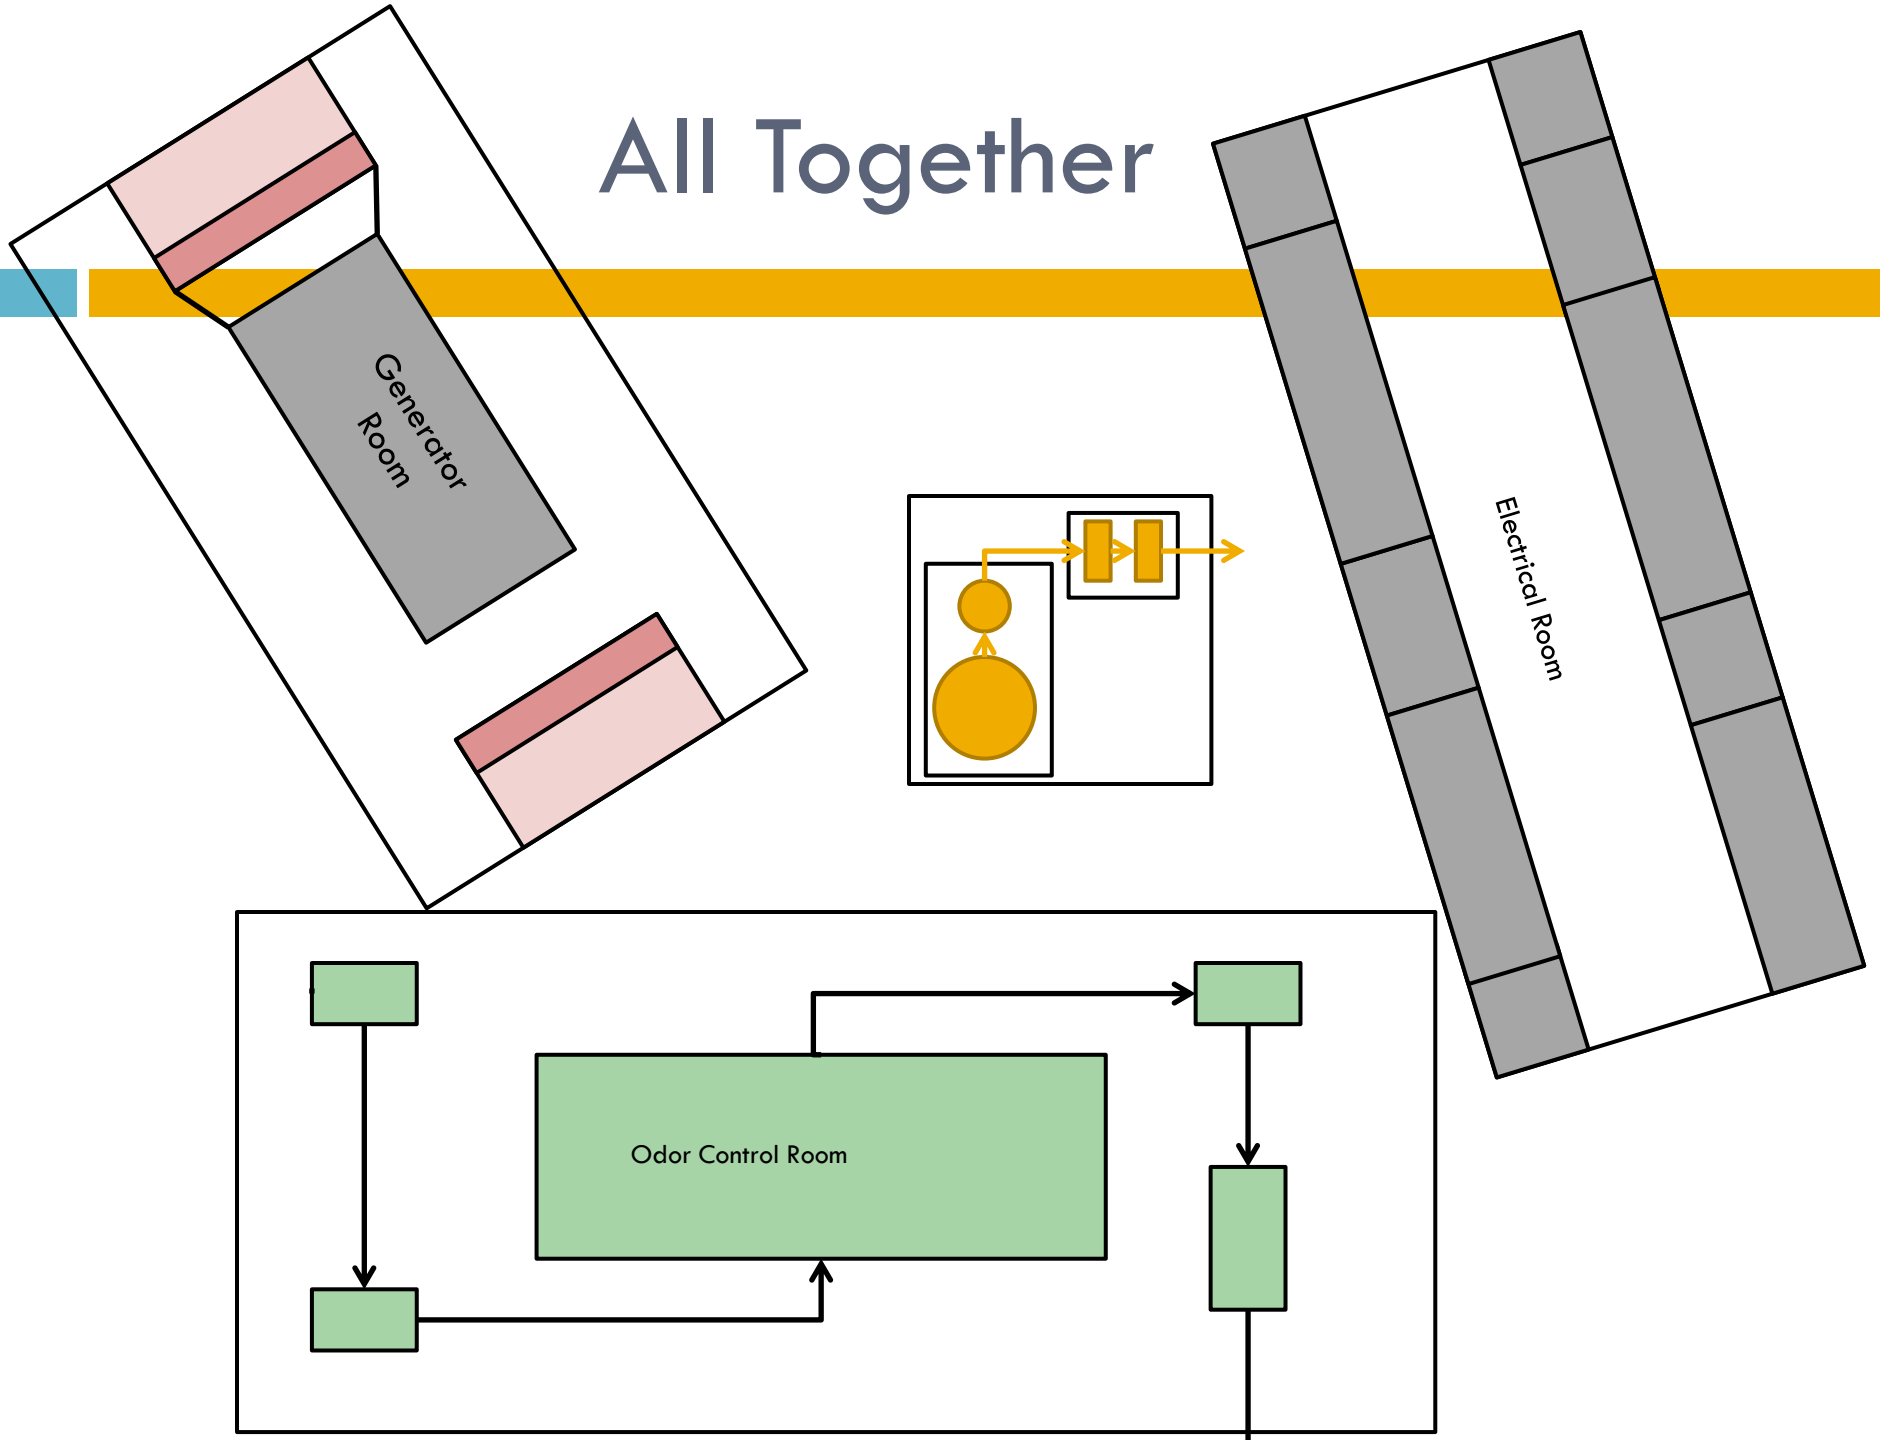 All Together
Generator
Room
Electrical Room
Odor Control Room